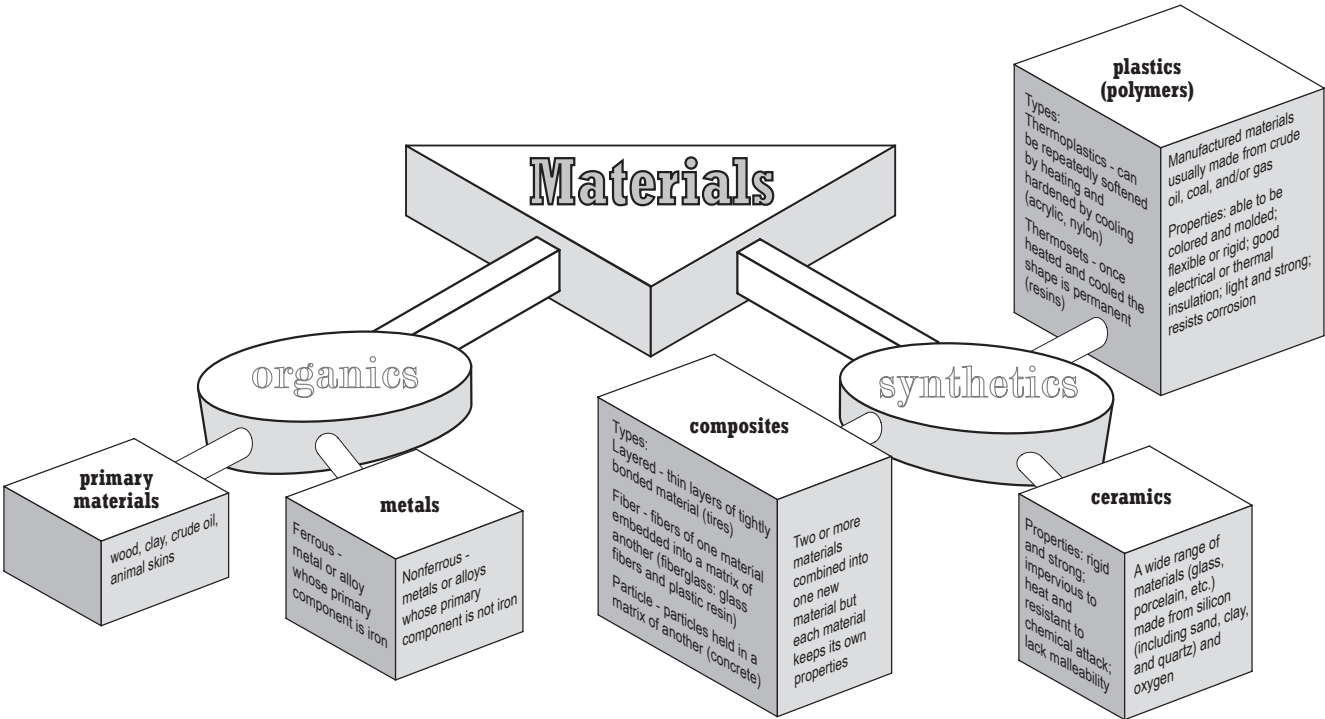 Materials
organics
primary
materials
wood, clay, crude oil,
animal skins
metals
Ferrous -
metal or alloy
whose primary
component is iron
Nonferrous -
metals or alloys
whose primary
component is not iron
synthetics
composites
Types:
Layered - thin layers of tightly
bonded material (tires)
Fiber - fibers of one material
embedded into a matrix of
another (fiberglass: glass
fibers and plastic resin)
Particle - particles held in a
matrix of another (concrete)
Two or more
materials
combined into
one new
material but
each material
keeps its own
properties
plastics
(polymers)
Types:
Thermoplastics - can
be repeatedly softened
by heating and
hardened by cooling
(acrylic, nylon)
Thermosets - once
heated and cooled the
shape is permanent
(resins)
Manufactured materials
usually made from crude
oil, coal, and/or gas
Properties: able to be
colored and molded;
flexible or rigid; good
electrical or thermal
insulation; light and strong;
resists corrosion
ceramics
Properties: rigid
and strong;
impervious to
heat and
resistant to
chemical attack;
lack malleability
A wide range of
materials (glass,
porcelain, etc.)
made from silicon
(including sand, clay,
and quartz) and
oxygen